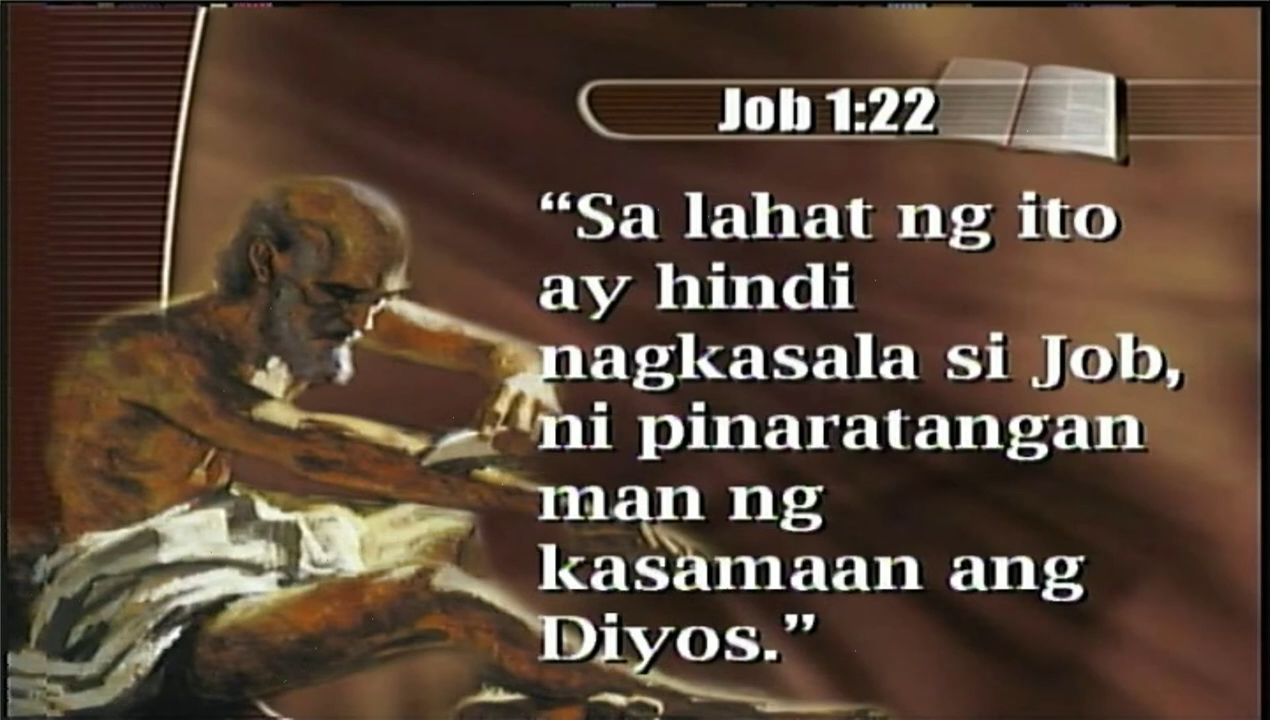 Job 1:22
“Sa lahat ng ito
ay hindi
nagkasala si Job,
ni pinaratangan
man ng
kasamaan ang
Diyos.”